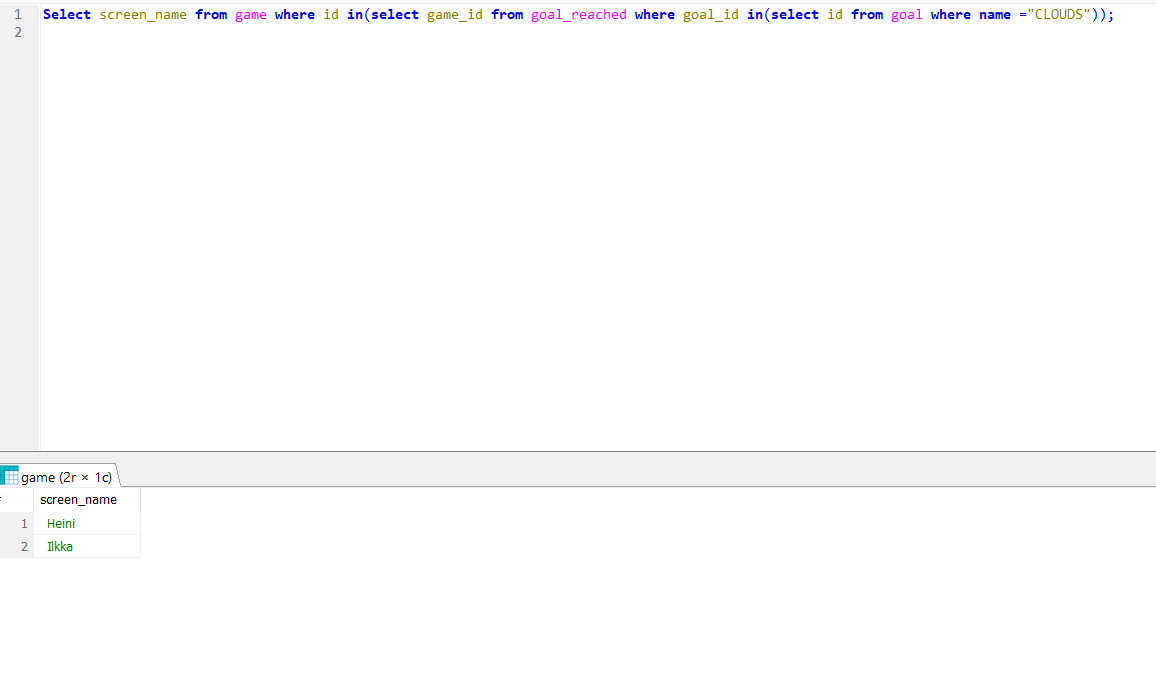 1 Select screen_name from game where id in(select game_id from goal_reached where goal_id in(select id from goal where name ="CLOUDS"));
2
game (2r × 1c)
screen_name
1 Heini
2 Ilkka